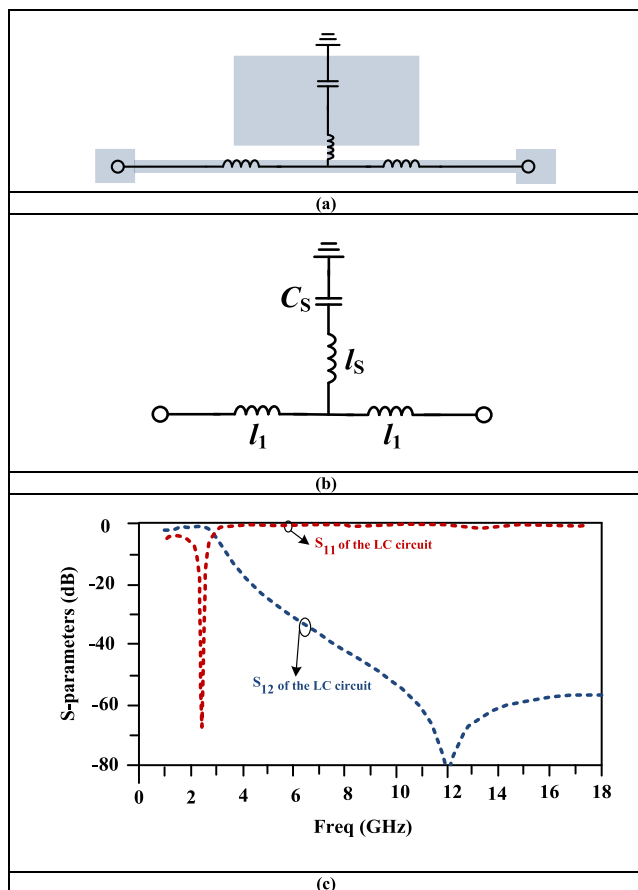 (a)
C_S
l_S
l_1 l_1
(b)
S-parameters (dB)
0
-20
-40
-60
-80
S_11 of the LC circuit
S_12 of the LC circuit
0 2 4 6 8 10 12 14 16 18
Freq (GHz)
(c)